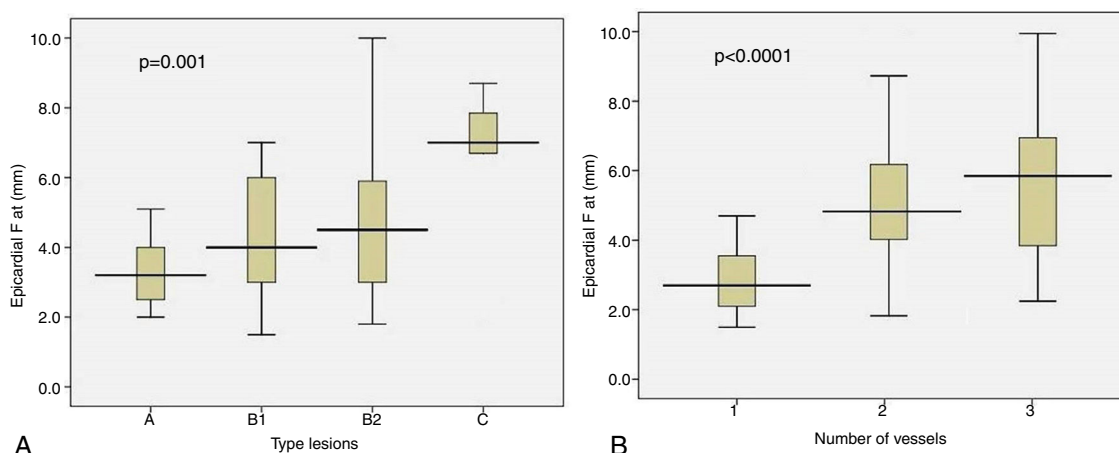 p=0.001
Epicardial F at (mm)
10.0
8.0
6.0
4.0
2.0
0.0
A B1 B2 C
Type lesions
A
p<0.0001
Epicardial F at (mm)
10.0
8.0
6.0
4.0
2.0
0.0
1 2 3
Number of vessels
B